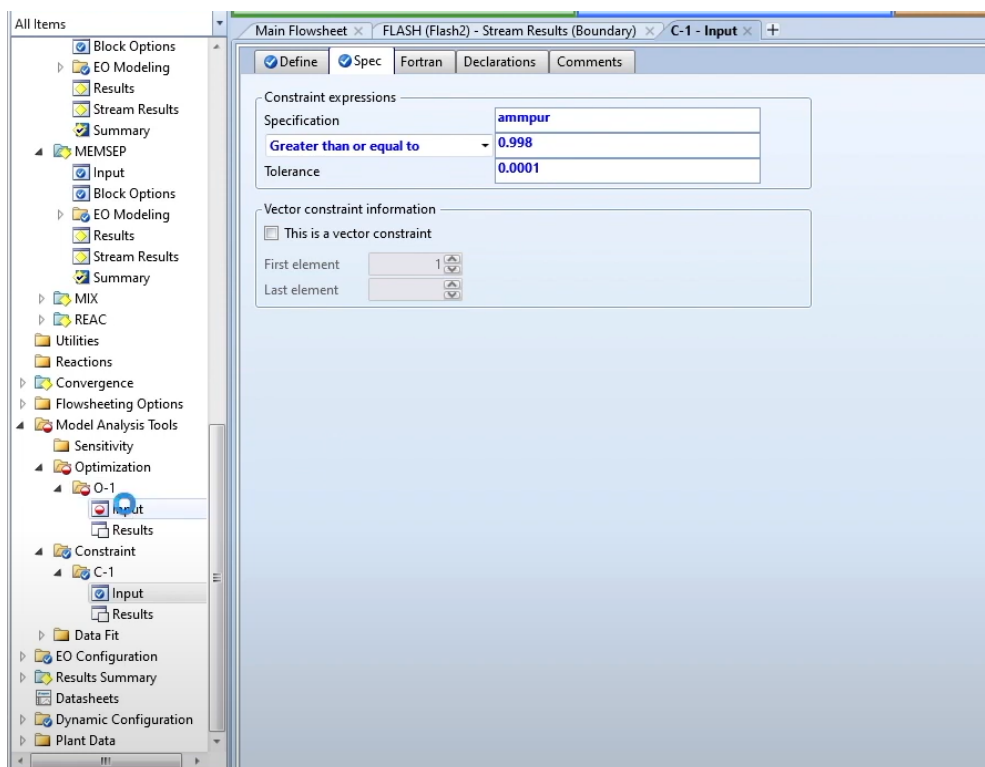 All Items
Block Options
EO Modeling
Results
Stream Results
Summary
MEMSEP
Input
Block Options
EO Modeling
Results
Stream Results
Summary
MIX
REAC
Utilities
Reactions
Convergence
Flowsheeting Options
Model Analysis Tools
Sensitivity
Optimization
O-1
Input
Results
Constraint
C-1
Input
Results
Data Fit
EO Configuration
Results Summary
Datasheets
Dynamic Configuration
Plant Data
Main Flowsheet
FLASH (Flash2) - Stream Results (Boundary)
C-1 - Input
Define
Spec
Fortran
Declarations
Comments
Constraint expressions
Specification ammpur
Greater than or equal to 0.998
Tolerance 0.0001
Vector constraint information
This is a vector constraint
First element 1
Last element